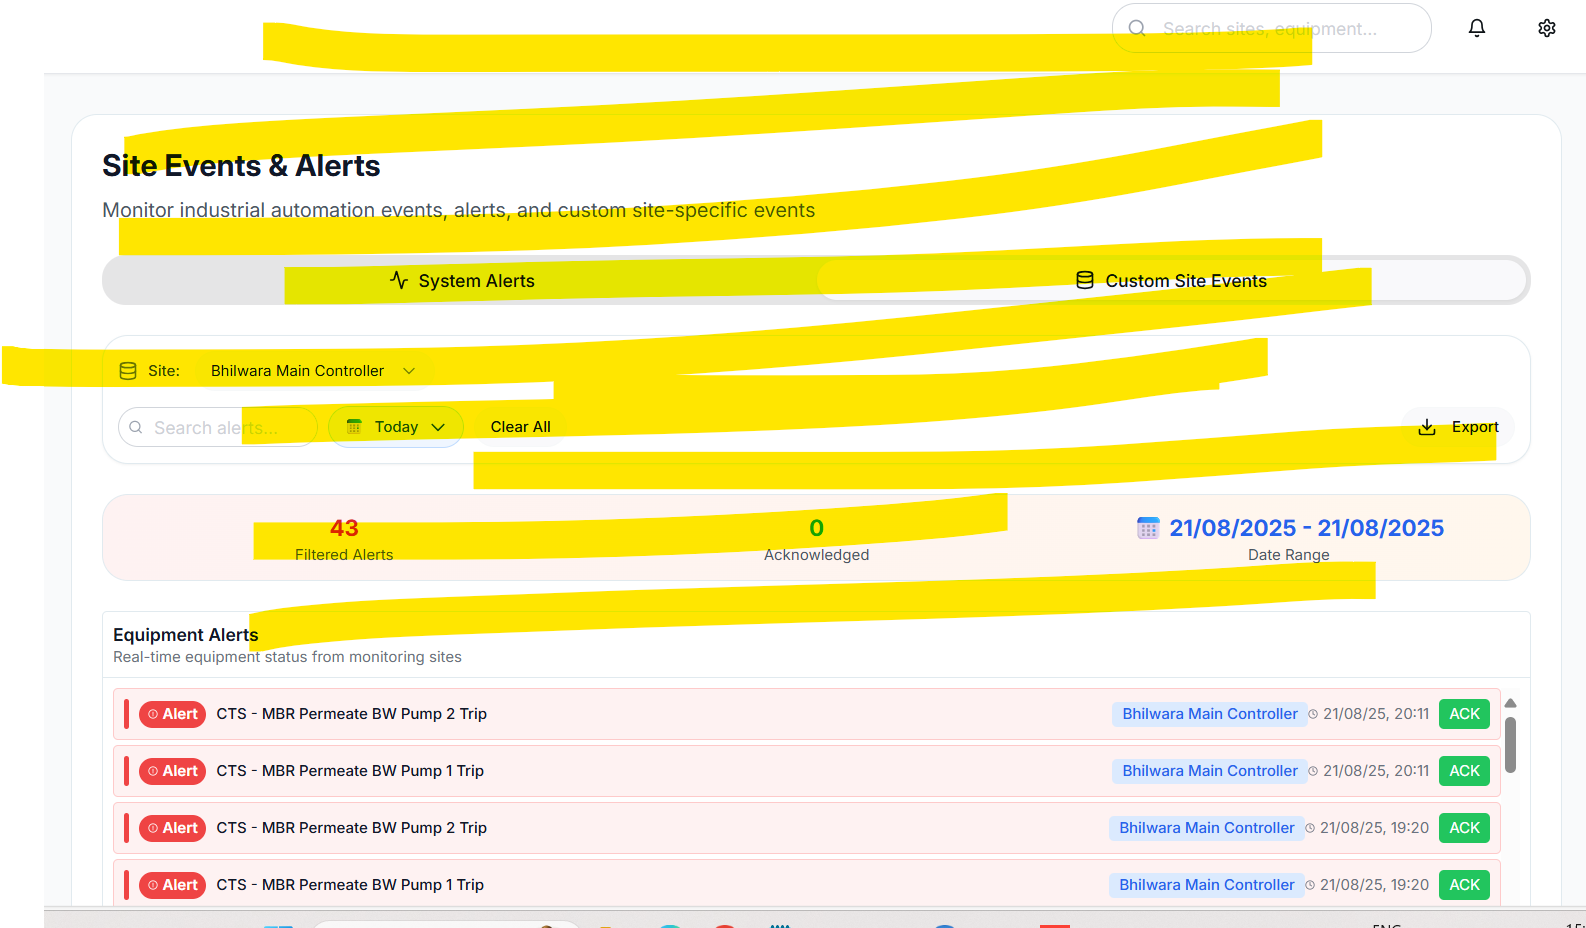 Search sites, equipment...
Site Events & Alerts
Monitor industrial automation events, alerts, and custom site-specific events
System Alerts Custom Site Events
Site: Bhilwara Main Controller
Search alerts... Today Clear All Export
43 0 21/08/2025 - 21/08/2025
Filtered Alerts Acknowledged Date Range
Equipment Alerts
Real-time equipment status from monitoring sites
Alert CTS - MBR Permeate BW Pump 2 Trip Bhilwara Main Controller 21/08/25, 20:11 ACK
Alert CTS - MBR Permeate BW Pump 1 Trip Bhilwara Main Controller 21/08/25, 20:11 ACK
Alert CTS - MBR Permeate BW Pump 2 Trip Bhilwara Main Controller 21/08/25, 19:20 ACK
Alert CTS - MBR Permeate BW Pump 1 Trip Bhilwara Main Controller 21/08/25, 19:20 ACK